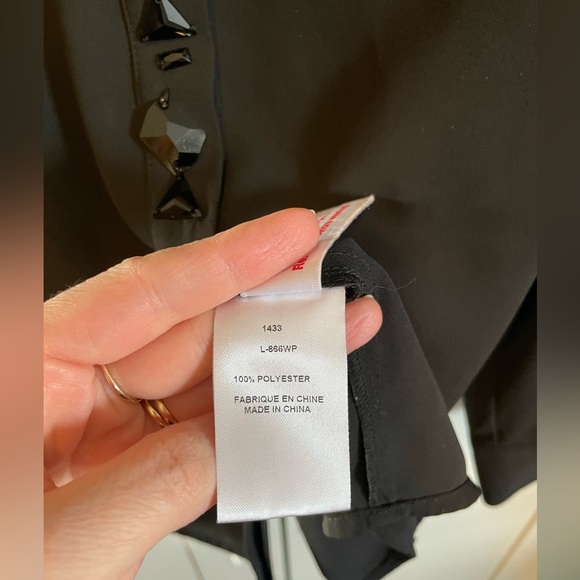 1433
L-866WP
100% POLYESTER
FABRIQUE EN CHINE
MADE IN CHINA